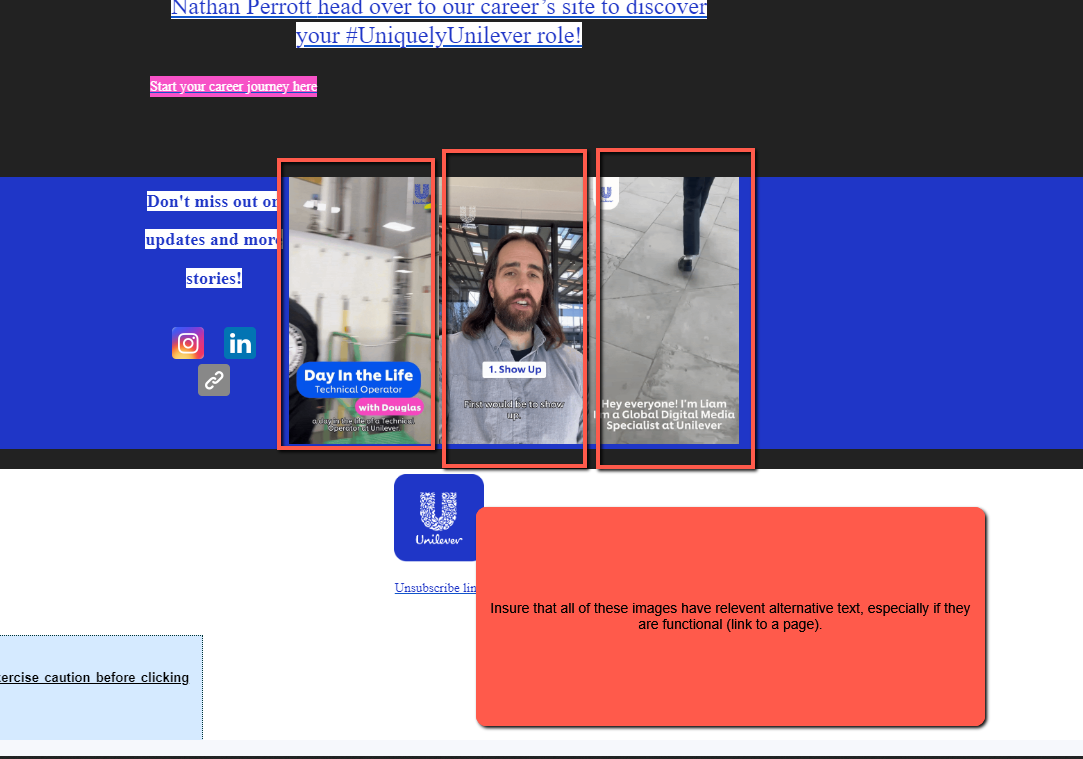 Nathan Perrott head over to our career's site to discover
your #UniquelyUnilever role!
Start your career journey here
Don't miss out on
updates and more
stories!
Day In the Life
Technical Operator
with Douglas
a day in the life of a Technical
Operator at Unilever.
1. Show Up
First would be to show
up.
Hey everyone! I'm Liam
I'm a Global Digital Media
Specialist at Unilever
Unilever
Unsubscribe lin
Insure that all of these images have relevent alternative text, especially if they
are functional (link to a page).
ercise caution before clicking